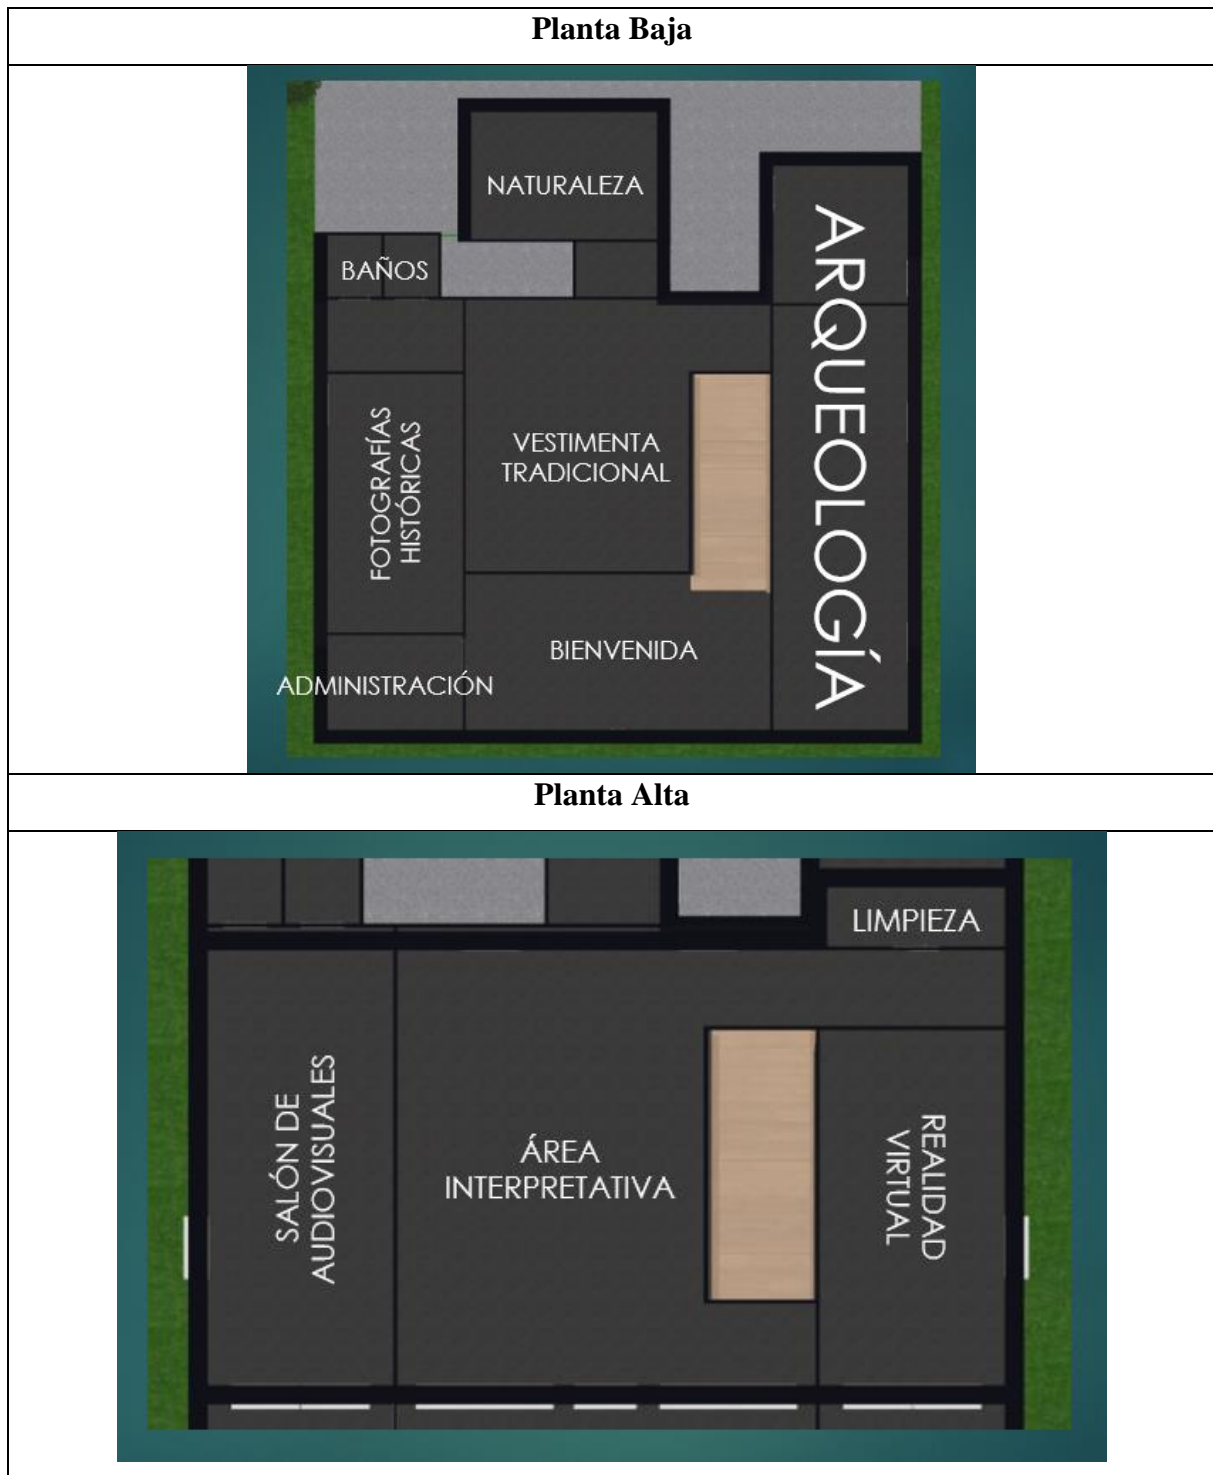 Planta Baja
NATURALEZA
BAÑOS
ARQUEOLOGÍA
FOTOGRAFÍAS
HISTÓRICAS
VESTIMENTA
TRADICIONAL
BIENVENIDA
ADMINISTRACIÓN
Planta Alta
LIMPIEZA
SALÓN DE
AUDIOVISUALES
ÁREA
INTERPRETATIVA
REALIDAD
VIRTUAL